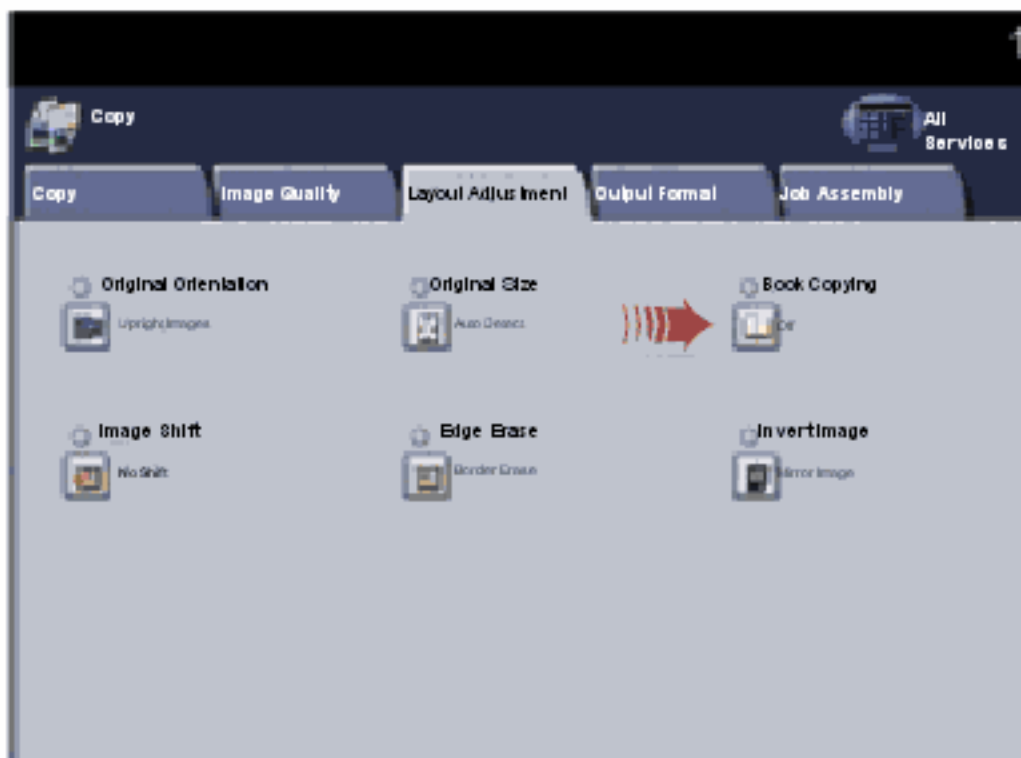 Copy
All
Services
Copy
Image Quality
Layout Adjustment
Output Format
Job Assembly
Original Orientation
Original Size
Book Copying
Upright Images
Auto Detect
Off
Image Shift
Edge Erase
Invert Image
No Shift
Border Erase
Mirror Image